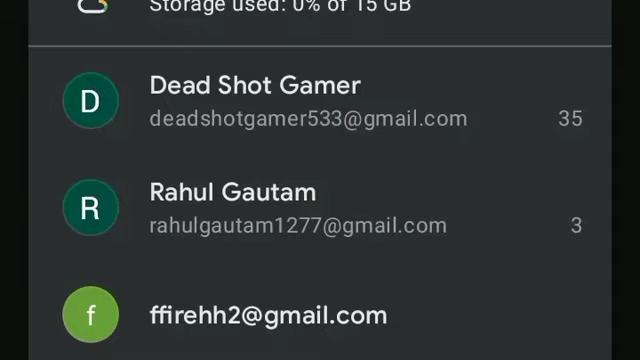 Storage used: 0% of 15 GB
D
Dead Shot Gamer
deadshotgamer533@gmail.com
35
R
Rahul Gautam
rahulgautam1277@gmail.com
3
f
ffirehh2@gmail.com